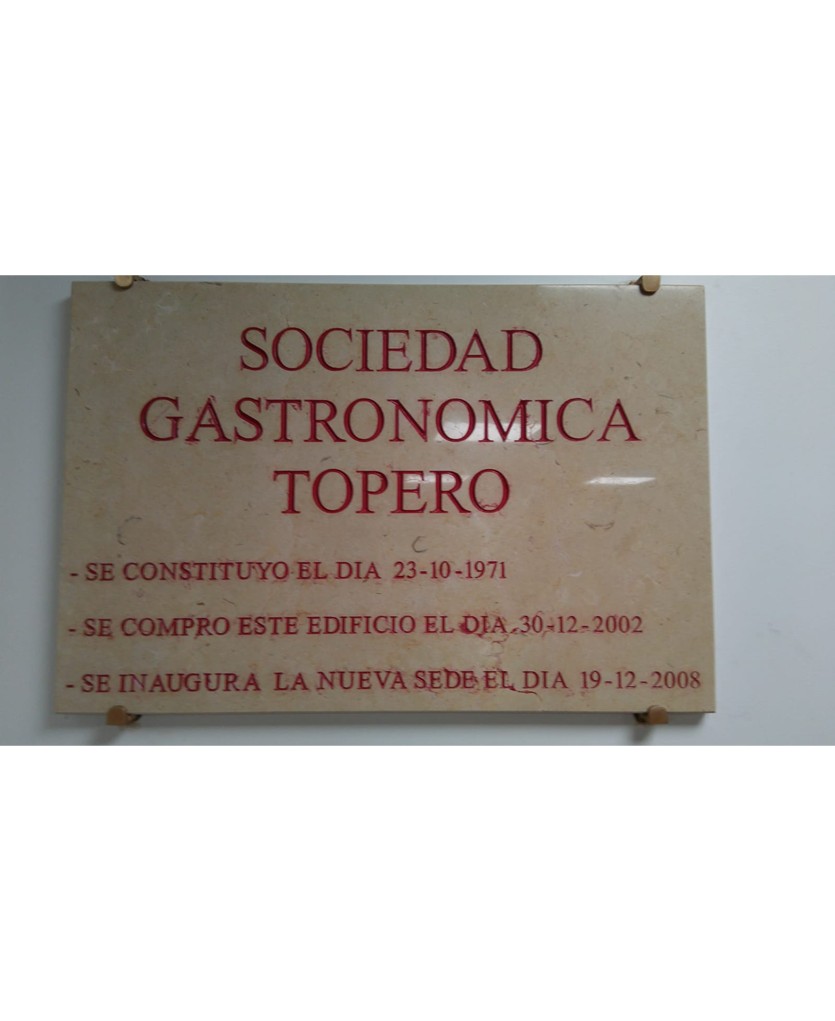 SOCIEDAD
GASTRONOMICA
TOPERO
- SE CONSTITUYO EL DIA 23-10-1971
- SE COMPRO ESTE EDIFICIO EL DIA 30-12-2002
- SE INAUGURA LA NUEVA SEDE EL DIA 19-12-2008